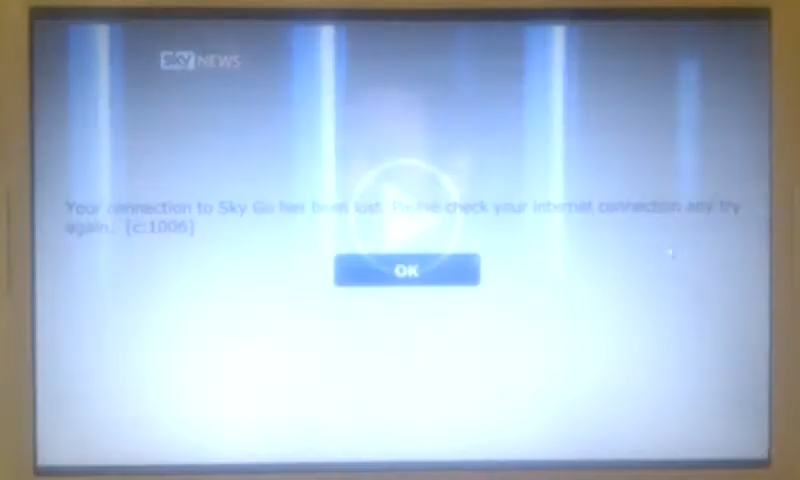 sky NEWS
Your connection to Sky Go has been lost. Please check your internet connection any try
again. [c:1006]
OK